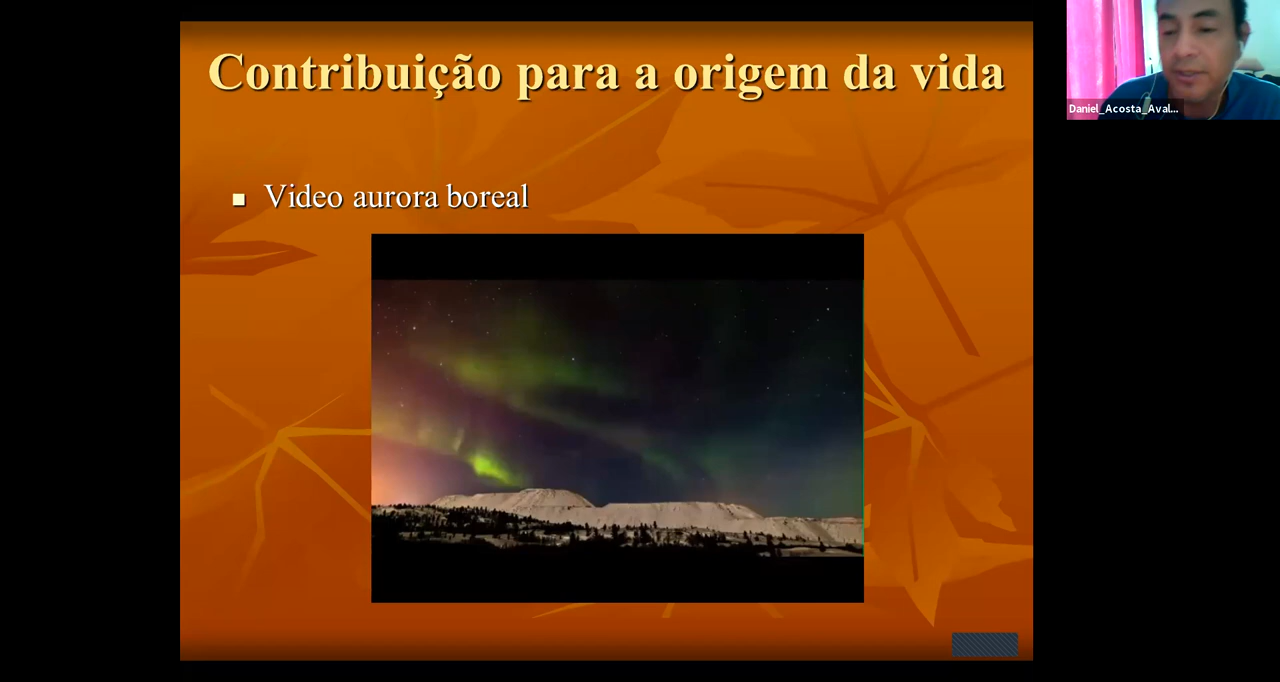 Contribuição para a origem da vida
Daniel_Acosta_Aval...
Video aurora boreal